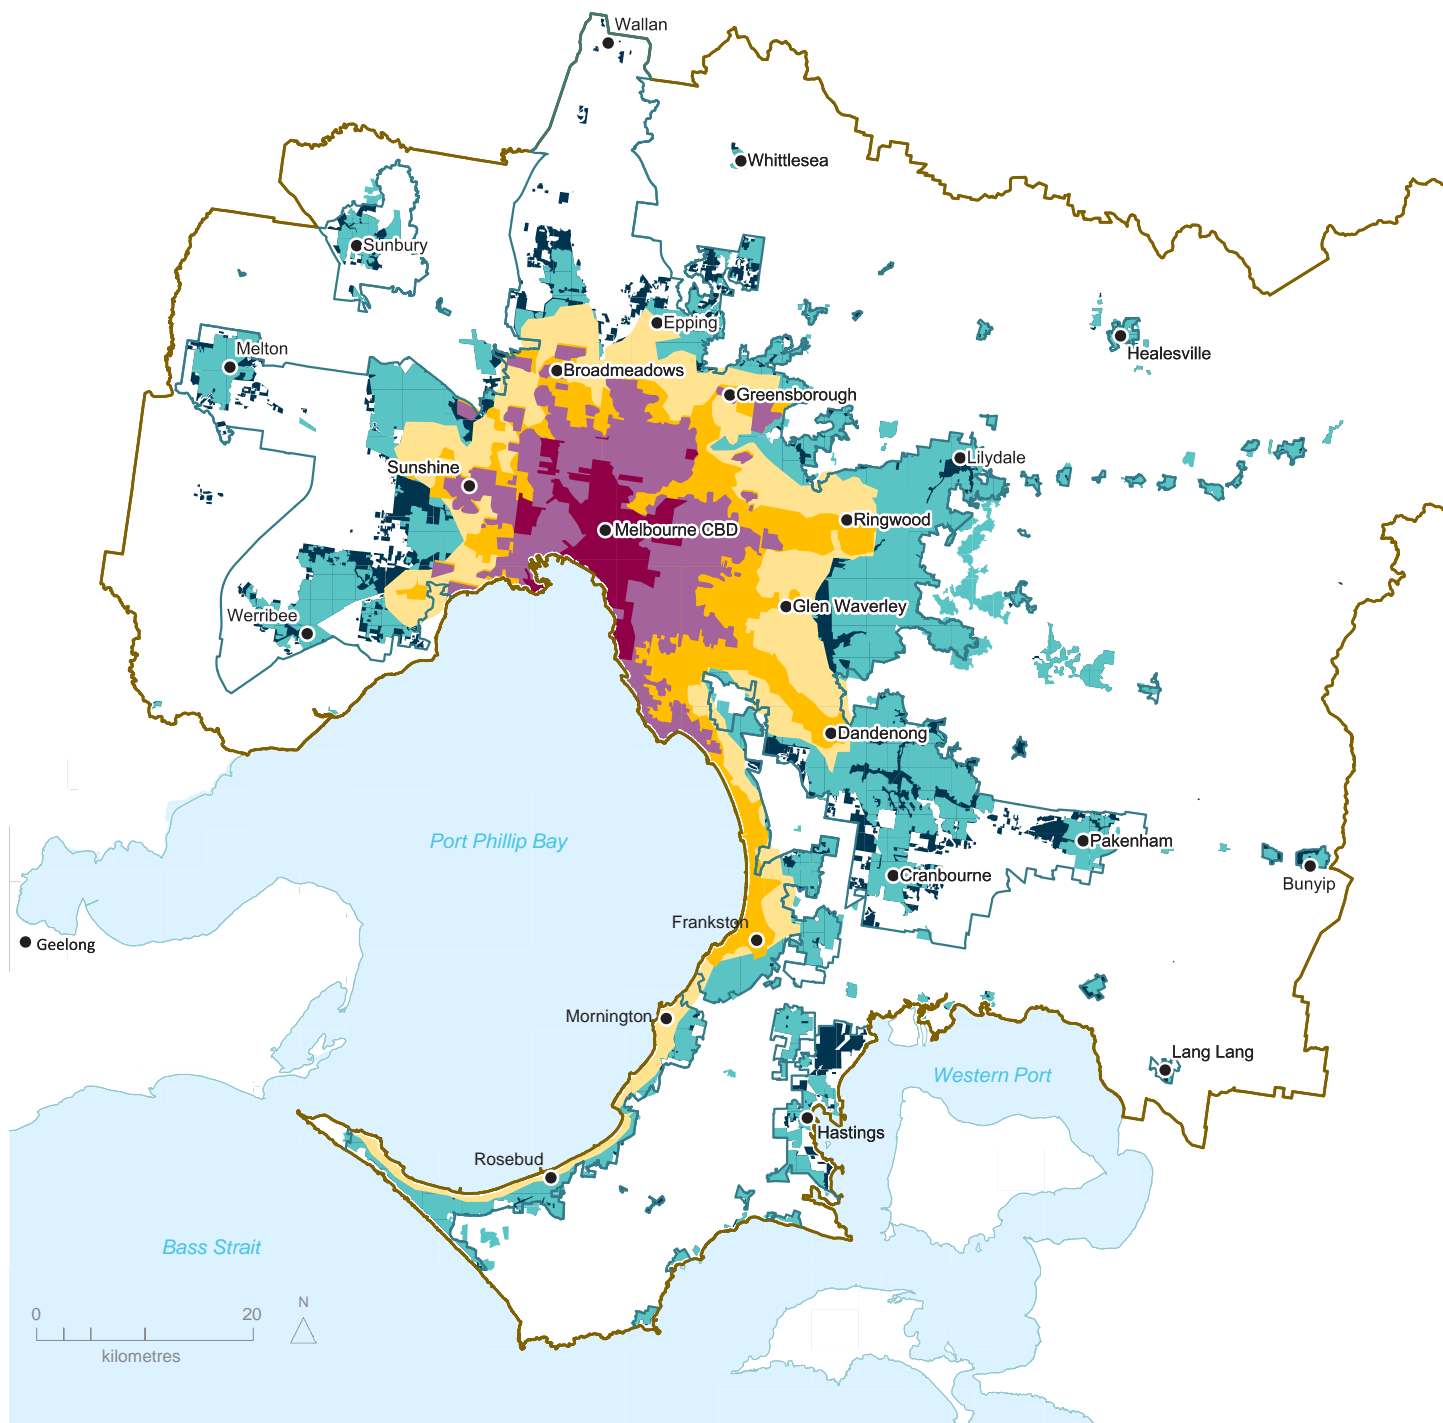 Wallan
Whittlesea
Sunbury
Epping
Healesville
Melton
Broadmeadows
Greensborough
Lilydale
Sunshine
Ringwood
Melbourne CBD
Glen Waverley
Werribee
Dandenong
Port Phillip Bay
Pakenham
Cranbourne
Bunyip
Frankston
Geelong
Mornington
Lang Lang
Western Port
Hastings
Rosebud
Bass Strait
N
0 20
kilometres